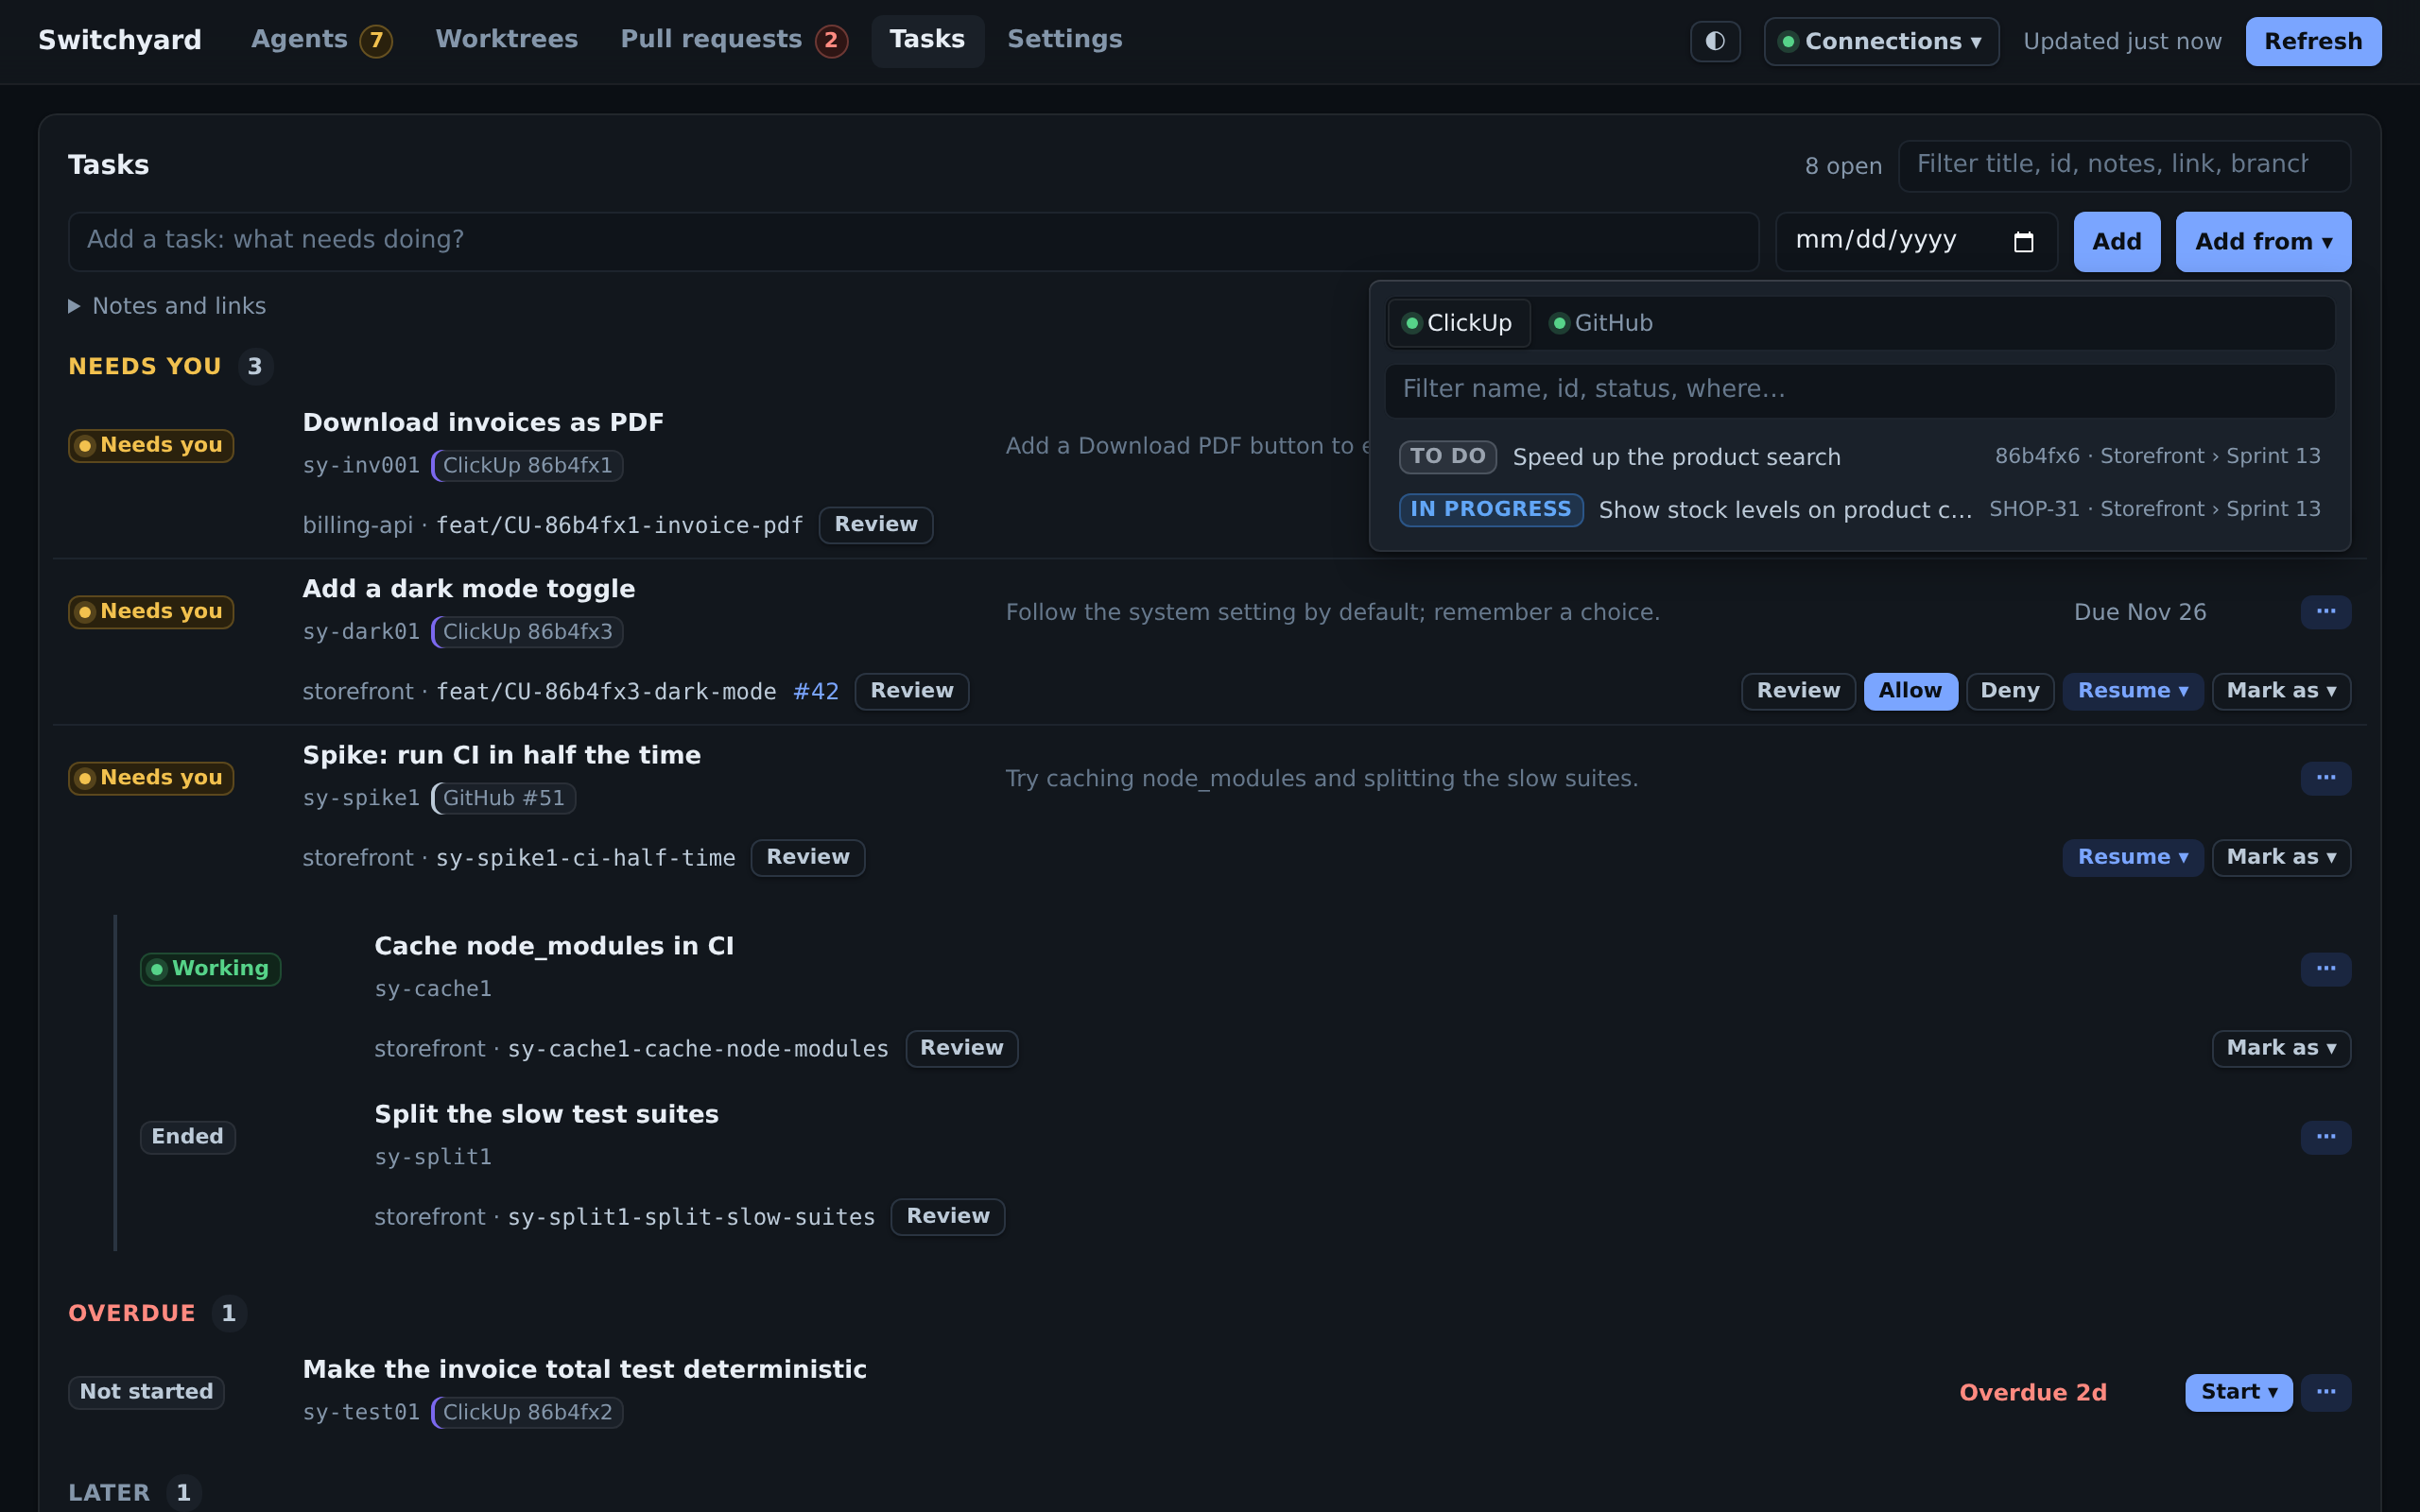 Switchyard Agents 7 Worktrees Pull requests 2 Tasks Settings Connections ▾ Updated just now Refresh
Tasks 8 open Filter title, id, notes, link, branch
Add a task: what needs doing? mm/dd/yyyy Add Add from ▾
▶ Notes and links
ClickUp GitHub
Filter name, id, status, where...
TO DO Speed up the product search 86b4fx6 · Storefront › Sprint 13
IN PROGRESS Show stock levels on product c... SHOP-31 · Storefront › Sprint 13
NEEDS YOU 3
Needs you Download invoices as PDF
Add a Download PDF button to
sy-inv001 ClickUp 86b4fx1
billing-api · feat/CU-86b4fx1-invoice-pdf Review
Needs you Add a dark mode toggle
Follow the system setting by default; remember a choice. Due Nov 26 ···
sy-dark01 ClickUp 86b4fx3
storefront · feat/CU-86b4fx3-dark-mode #42 Review Review Allow Deny Resume ▾ Mark as ▾
Needs you Spike: run CI in half the time
Try caching node_modules and splitting the slow suites. ···
sy-spike1 GitHub #51
storefront · sy-spike1-ci-half-time Review Resume ▾ Mark as ▾
Working Cache node_modules in CI ···
sy-cache1
storefront · sy-cache1-cache-node-modules Review Mark as ▾
Ended Split the slow test suites ···
sy-split1
storefront · sy-split1-split-slow-suites Review
OVERDUE 1
Not started Make the invoice total test deterministic
Overdue 2d Start ▾ ···
sy-test01 ClickUp 86b4fx2
LATER 1